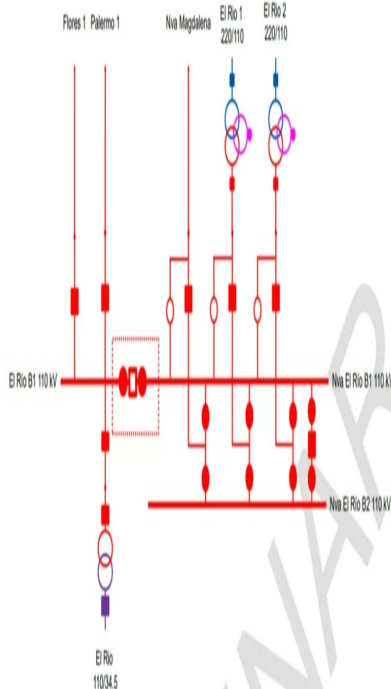 Flores 1 Palermo 1 Nva Magdalena
El Rio 1
220/110
El Rio 2
220/110
El Rio B1 110 kV
Nva El Rio B1 110 kV
Nva El Rio B2 110 kV
El Rio
110/34.5
WAR